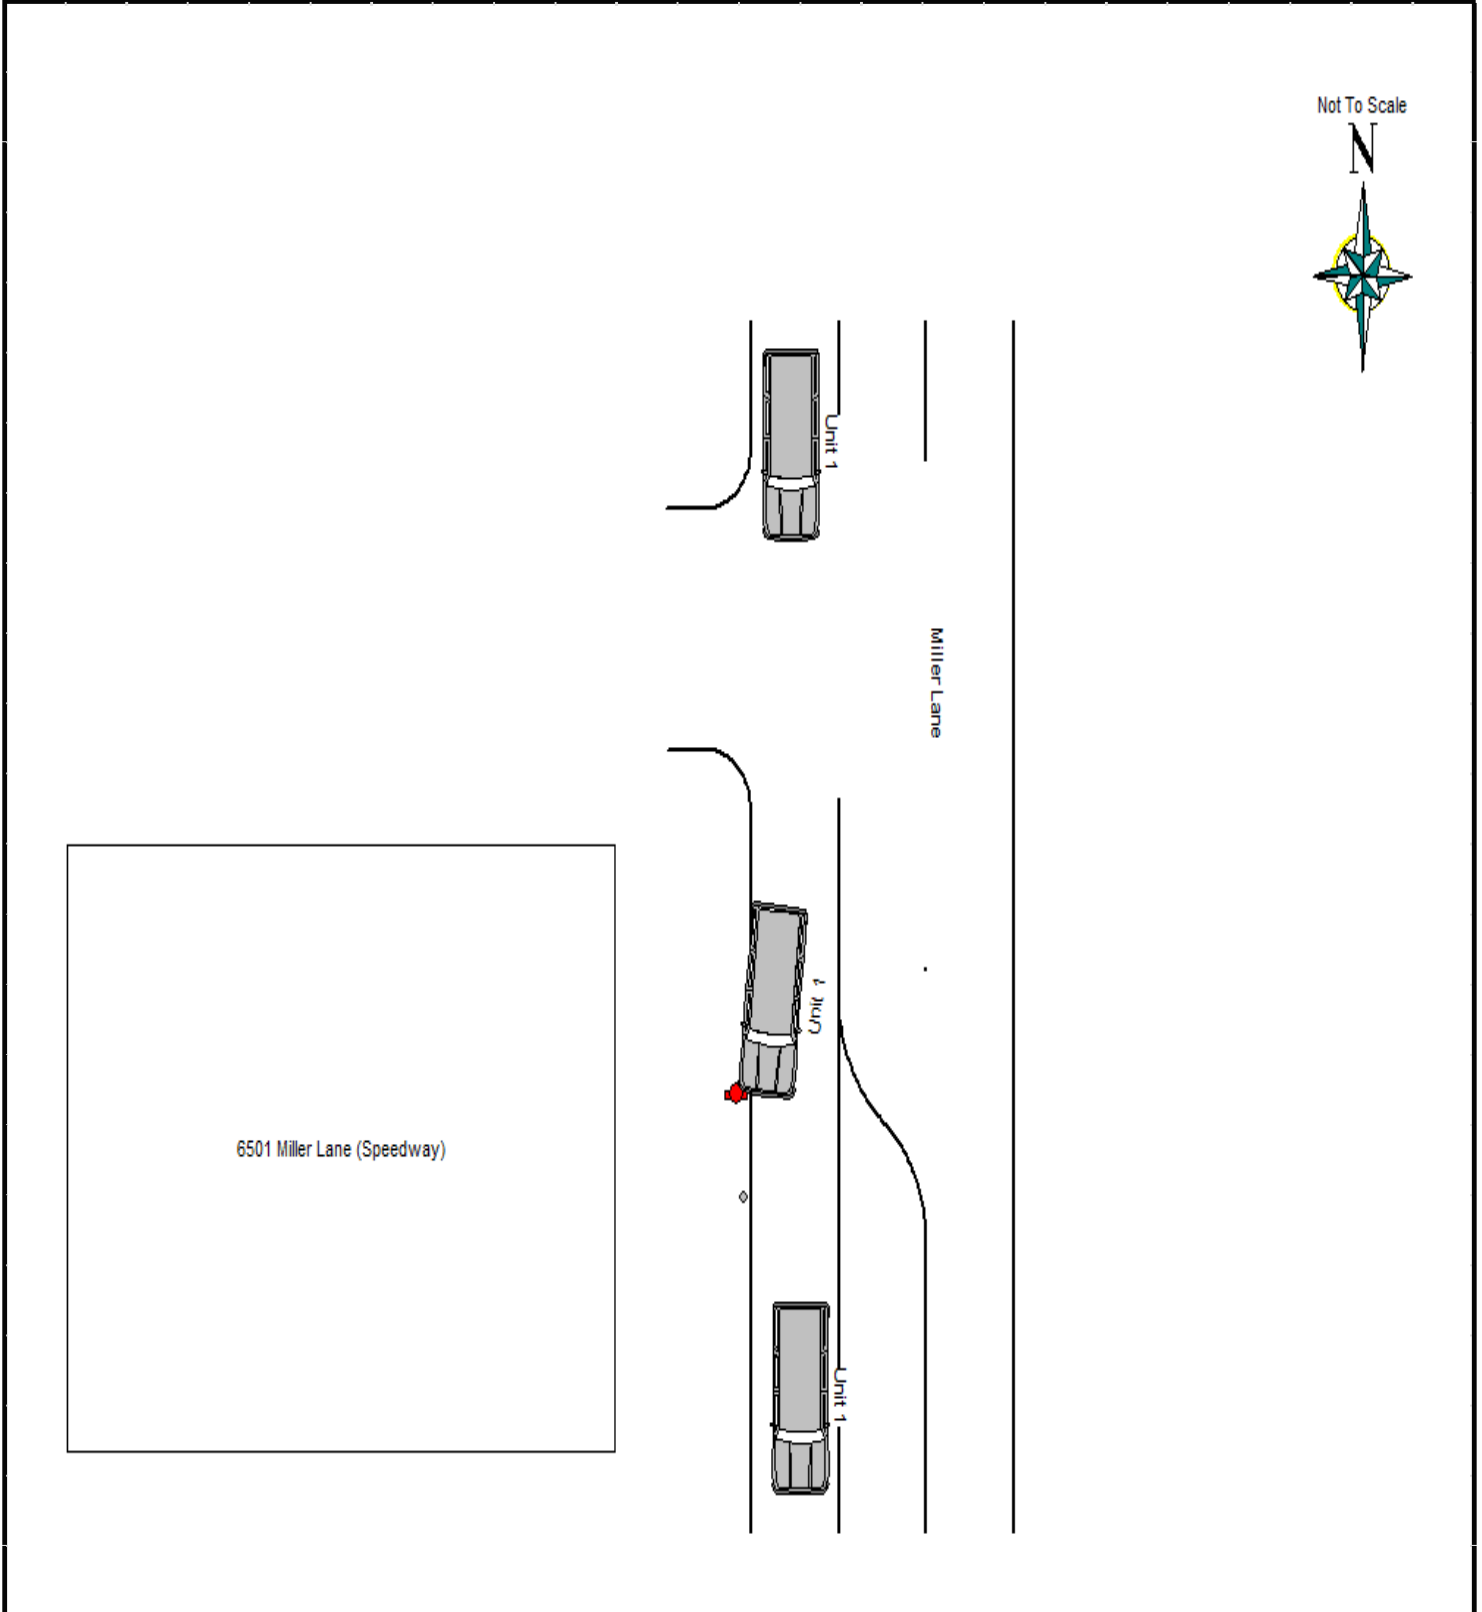 Not To Scale
N
Unit 1
Miller Lane
Unit 1
6501 Miller Lane (Speedway)
Unit 1